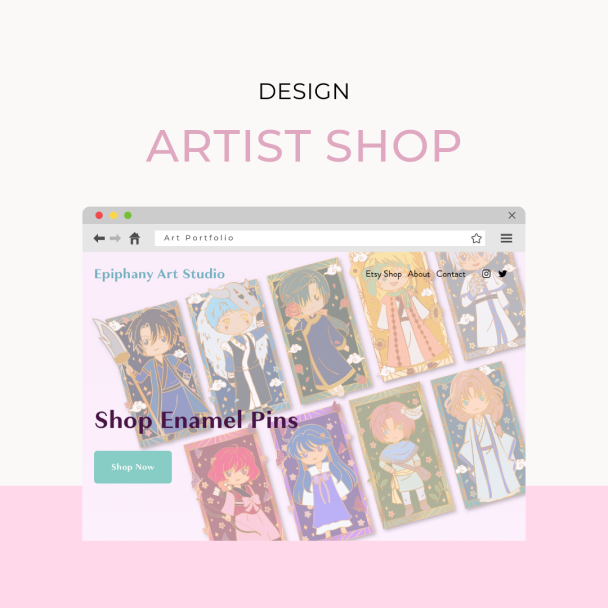 DESIGN
ARTIST SHOP
Art Portfolio
Epiphany Art Studio
Etsy Shop About Contact
Shop Enamel Pins
Shop Now